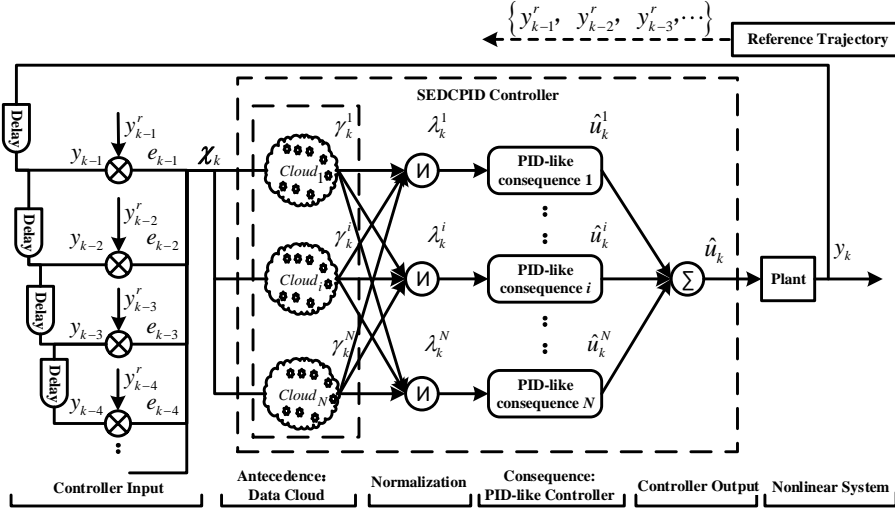 {y^r_{k-1}, y^r_{k-2}, y^r_{k-3}, ⋯}
Reference Trajectory
SEDCPID Controller
Delay
y^r_{k-1}
y_{k-1}
e_{k-1}
χ_k
Cloud_1
γ^1_k
λ^1_k
И
PID-like
consequence 1
û^1_k
Delay
y^r_{k-2}
y_{k-2}
e_{k-2}
Cloud_i
γ^i_k
λ^i_k
И
PID-like
consequence i
û^i_k
Σ
û_k
Plant
y_k
Delay
y^r_{k-3}
y_{k-3}
e_{k-3}
Delay
y^r_{k-4}
y_{k-4}
e_{k-4}
Cloud_N
γ^N_k
λ^N_k
И
PID-like
consequence N
û^N_k
Controller Input
Antecedence:
Data Cloud
Normalization
Consequence:
PID-like Controller
Controller Output
Nonlinear System